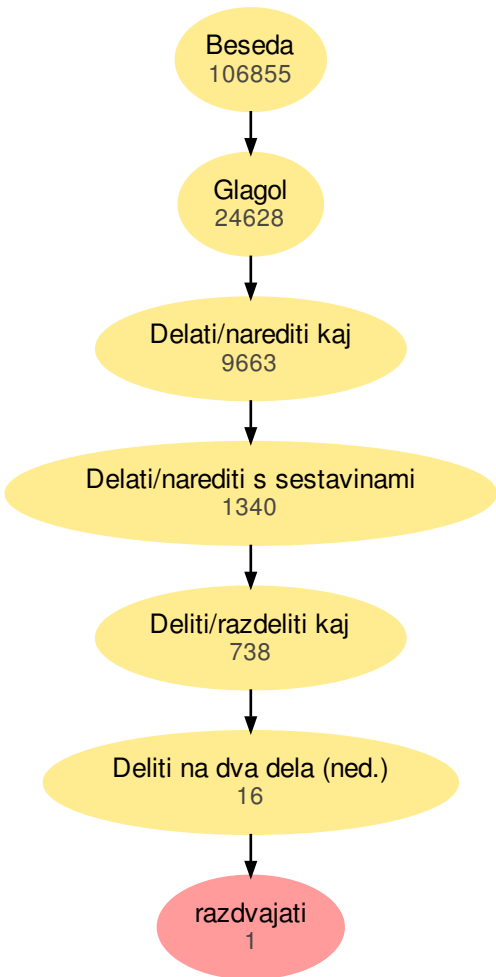 Beseda
106855
Glagol
24628
Delati/narediti kaj
9663
Delati/narediti s sestavinami
1340
Deliti/razdeliti kaj
738
Deliti na dva dela (ned.)
16
razdvajati
1